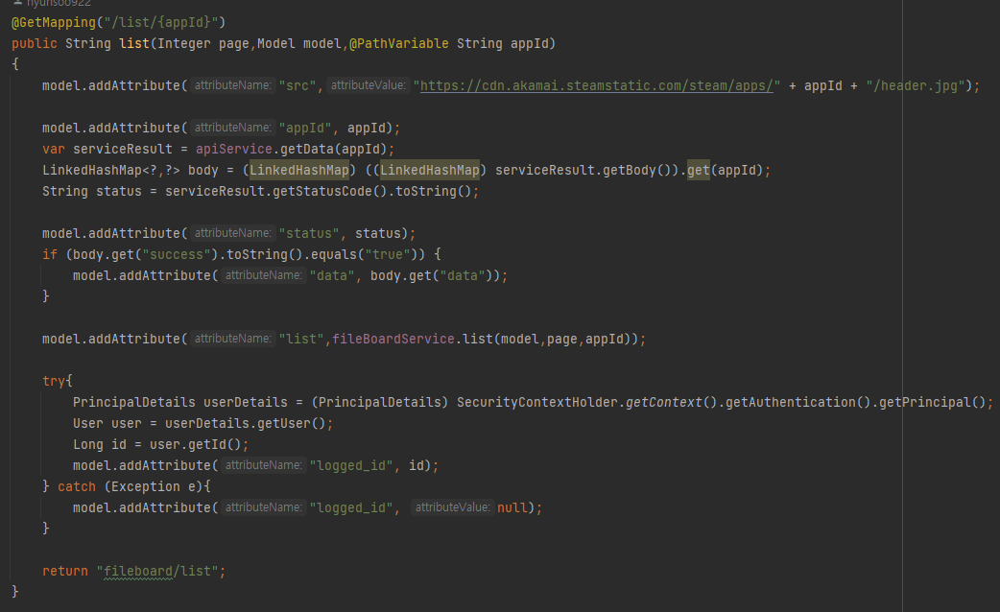 hyunsoo922
@GetMapping("/list/{appId}")
public String list(Integer page,Model model,@PathVariable String appId)
{
model.addAttribute( attributeName: "src", attributeValue: "https://cdn.akamai.steamstatic.com/steam/apps/" + appId + "/header.jpg");
model.addAttribute( attributeName: "appId", appId);
var serviceResult = apiService.getData(appId);
LinkedHashMap<?,?> body = (LinkedHashMap) ((LinkedHashMap) serviceResult.getBody()).get(appId);
String status = serviceResult.getStatusCode().toString();
model.addAttribute( attributeName: "status", status);
if (body.get("success").toString().equals("true")) {
model.addAttribute( attributeName: "data", body.get("data"));
}
model.addAttribute( attributeName: "list",fileBoardService.list(model,page,appId));
try{
PrincipalDetails userDetails = (PrincipalDetails) SecurityContextHolder.getContext().getAuthentication().getPrincipal();
User user = userDetails.getUser();
Long id = user.getId();
model.addAttribute( attributeName: "logged_id", id);
} catch (Exception e){
model.addAttribute( attributeName: "logged_id", attributeValue: null);
}
return "fileboard/list";
}